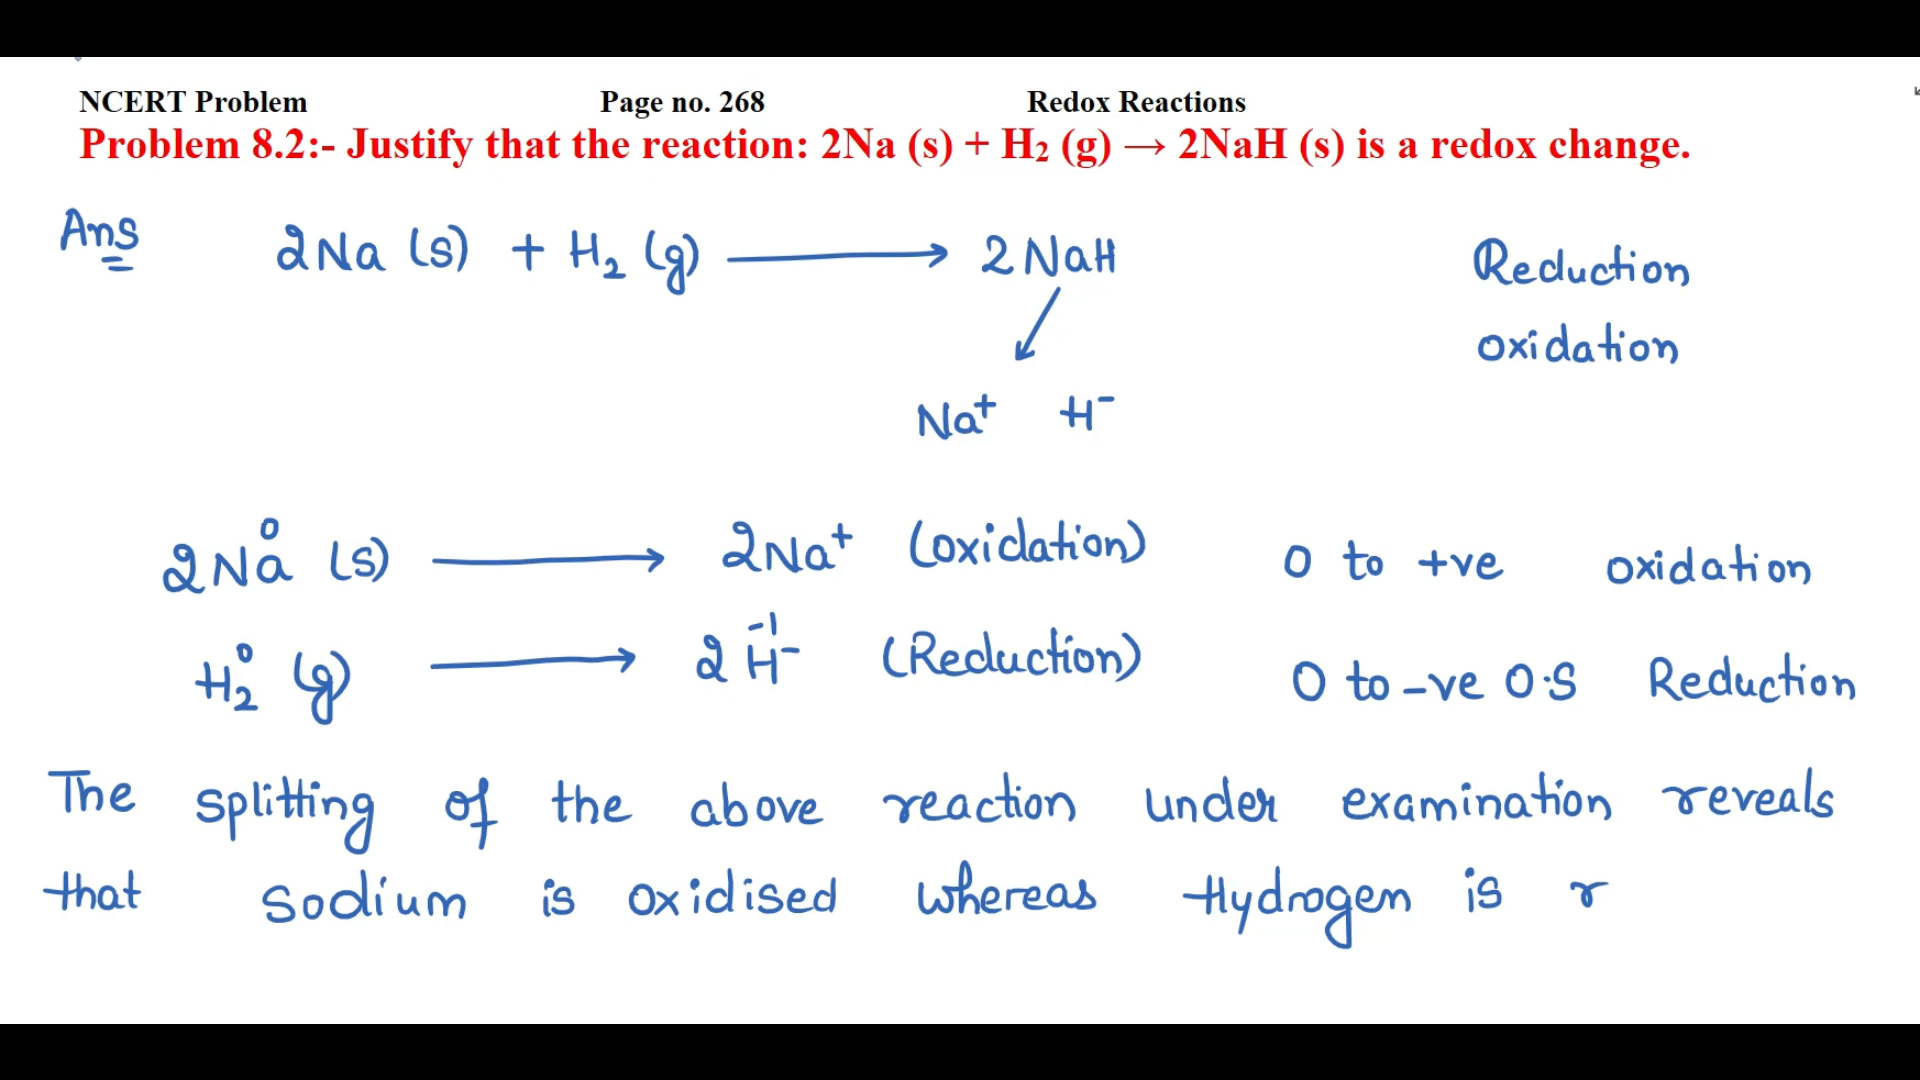 NCERT Problem Page no. 268 Redox Reactions
Problem 8.2:- Justify that the reaction: 2Na (s) + H₂ (g) → 2NaH (s) is a redox change.
Ans 2Na (s) + H₂ (g) ⟶ 2NaH Reduction
oxidation
Na⁺ H⁻
2Na⁰ (s) ⟶ 2Na⁺ (oxidation) 0 to +ve oxidation
H₂⁰ (g) ⟶ 2H⁻ -1 (Reduction) 0 to -ve O.S Reduction
The splitting of the above reaction under examination reveals
that Sodium is oxidised whereas Hydrogen is r